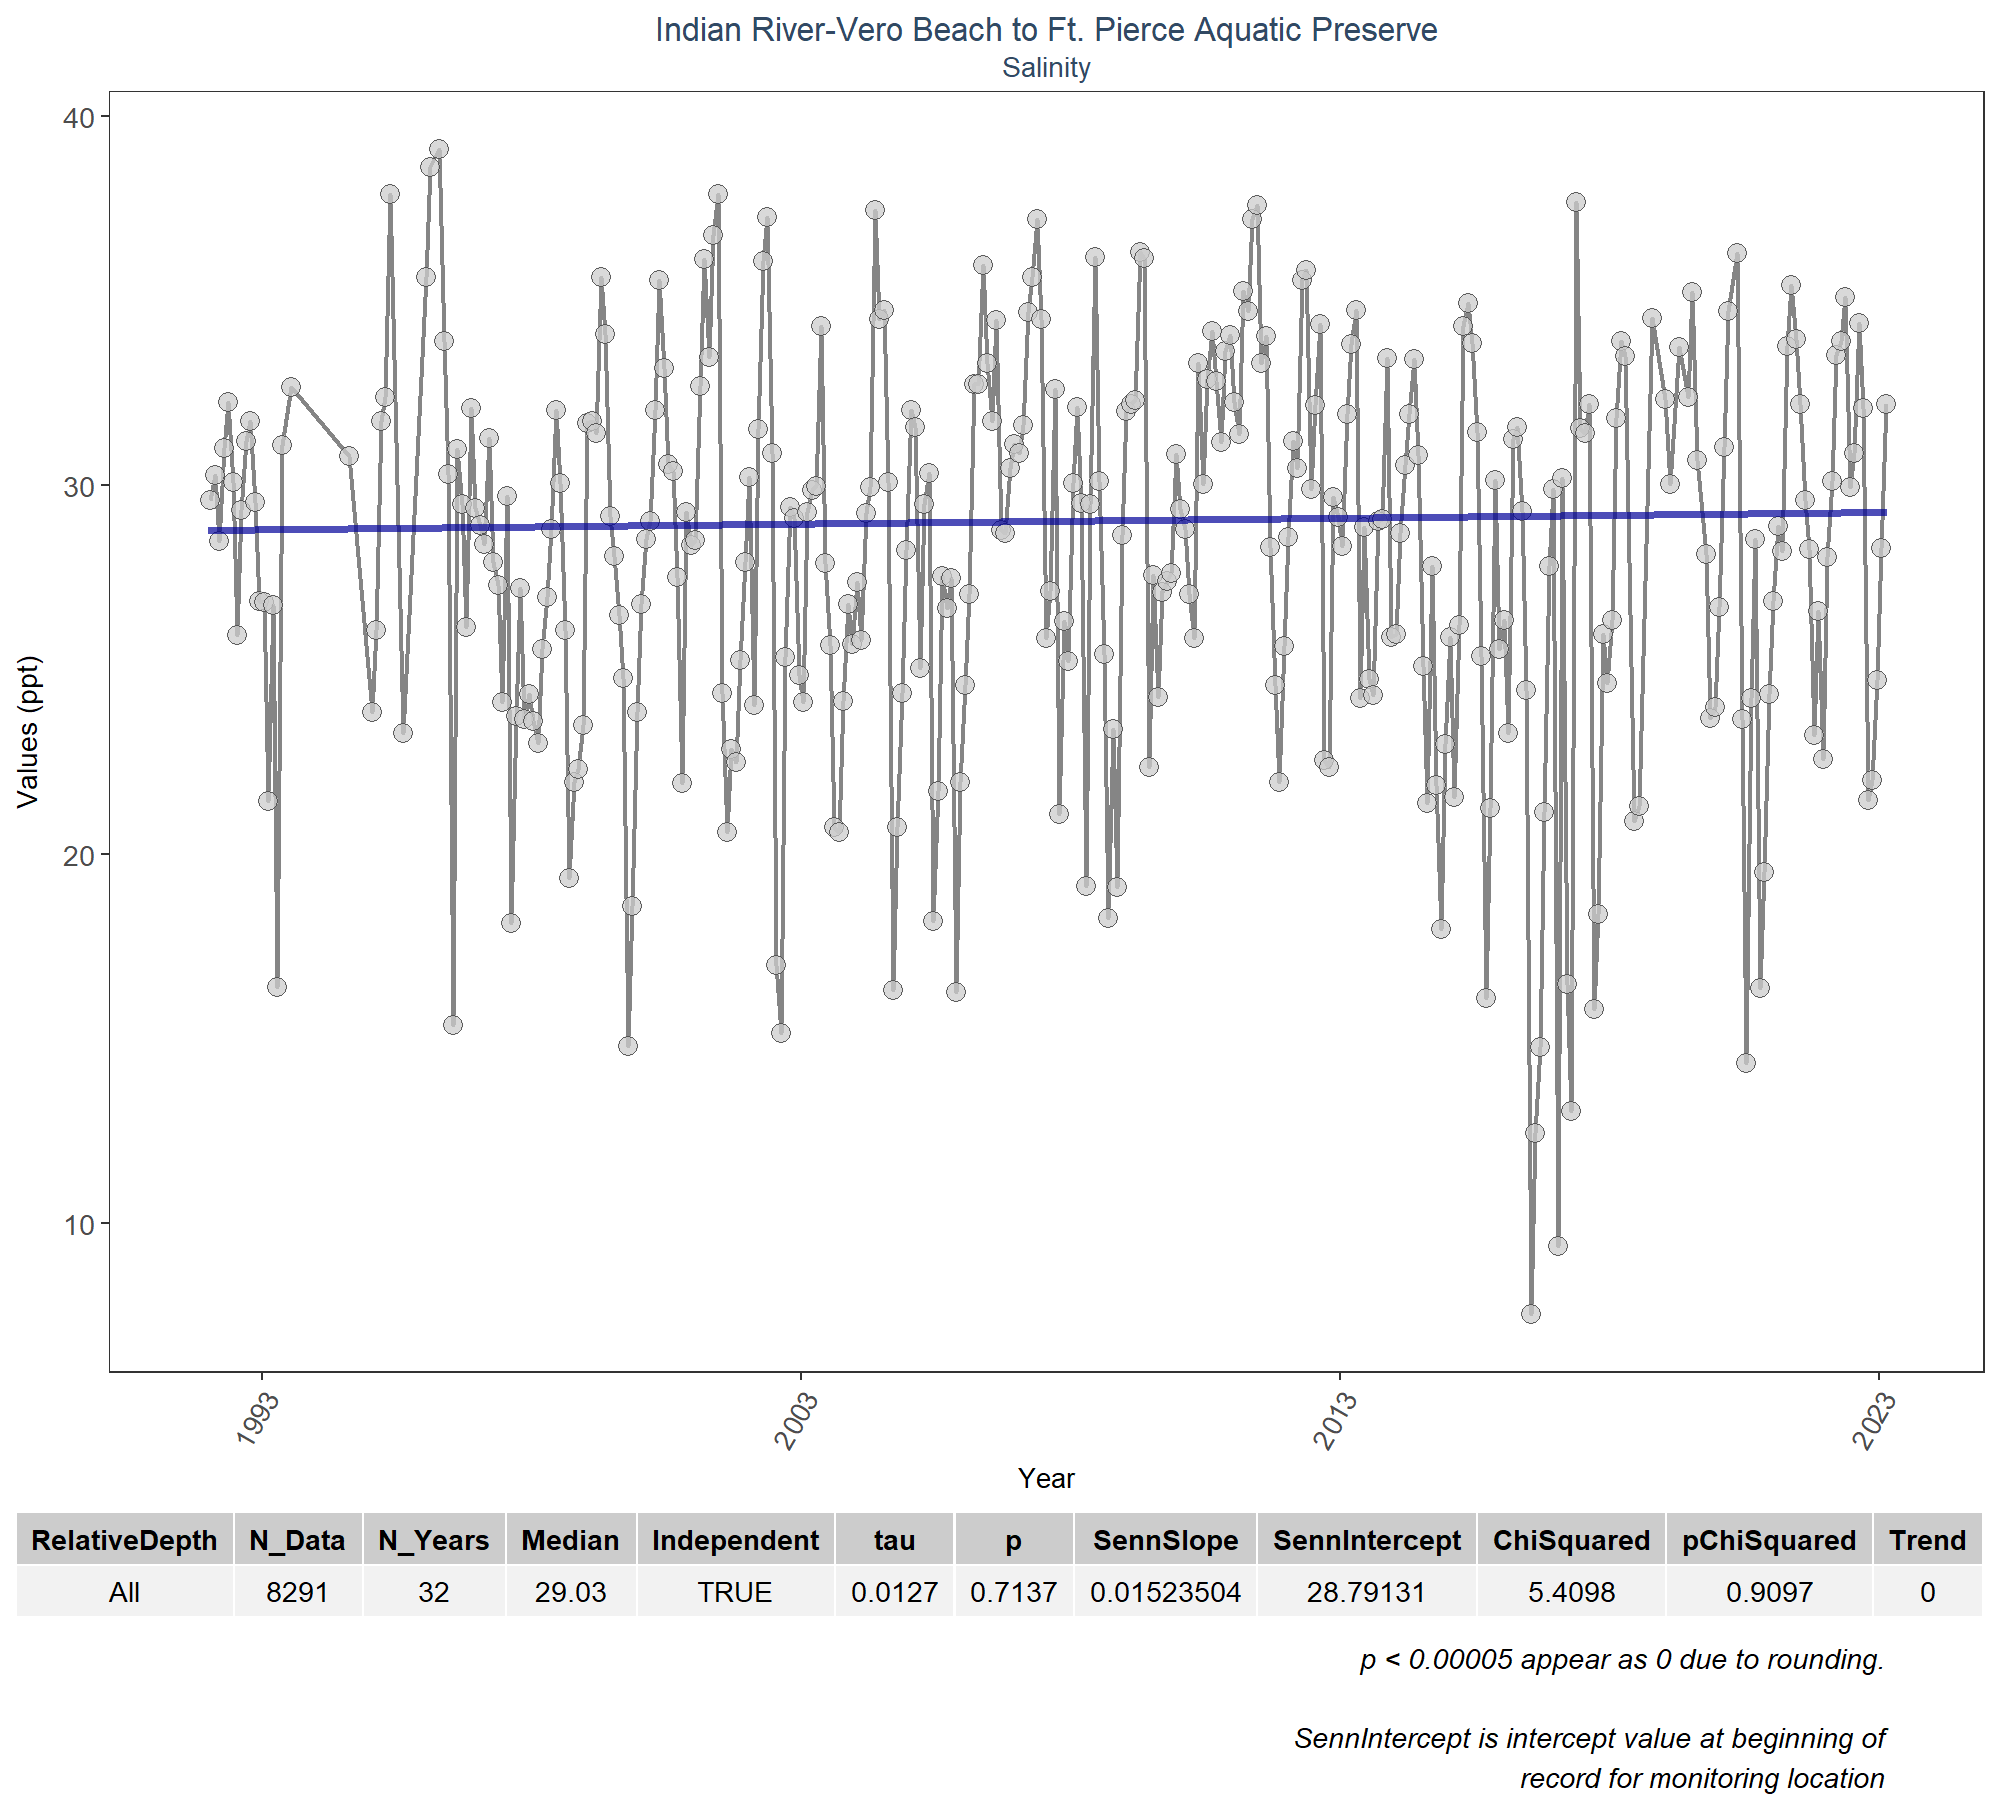 Indian River-Vero Beach to Ft. Pierce Aquatic Preserve
Salinity
40
30
20
10
Values (ppt)
1993
2003
2013
2023
Year
RelativeDepth N_Data N_Years Median Independent tau p SennSlope SennIntercept ChiSquared pChiSquared Trend
All 8291 32 29.03 TRUE 0.0127 0.7137 0.01523504 28.79131 5.4098 0.9097 0
p < 0.00005 appear as 0 due to rounding.
SennIntercept is intercept value at beginning of
record for monitoring location